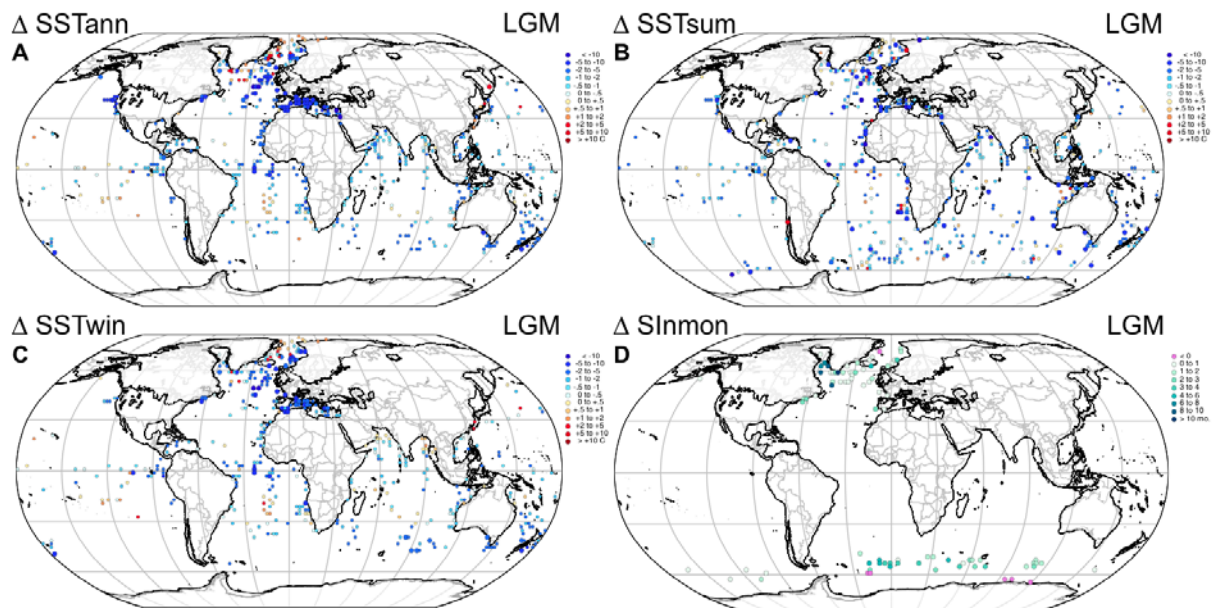 Δ SSTann
LGM
A
< -10
-5 to -10
-2 to -5
-1 to -2
-.5 to -1
0 to -.5
0 to +.5
+.5 to +1
+1 to +2
+2 to +5
+5 to +10
> +10 C
Δ SSTsum
LGM
B
< -10
-5 to -10
-2 to -5
-1 to -2
-.5 to -1
0 to -.5
0 to +.5
+.5 to +1
+1 to +2
+2 to +5
+5 to +10
> +10 C
Δ SSTwin
LGM
C
< -10
-5 to -10
-2 to -5
-1 to -2
-.5 to -1
0 to -.5
0 to +.5
+.5 to +1
+1 to +2
+2 to +5
+5 to +10
> +10 C
Δ SInmon
LGM
D
< 0
0 to 1
1 to 2
2 to 3
3 to 4
4 to 6
6 to 8
8 to 10
> 10 mo.